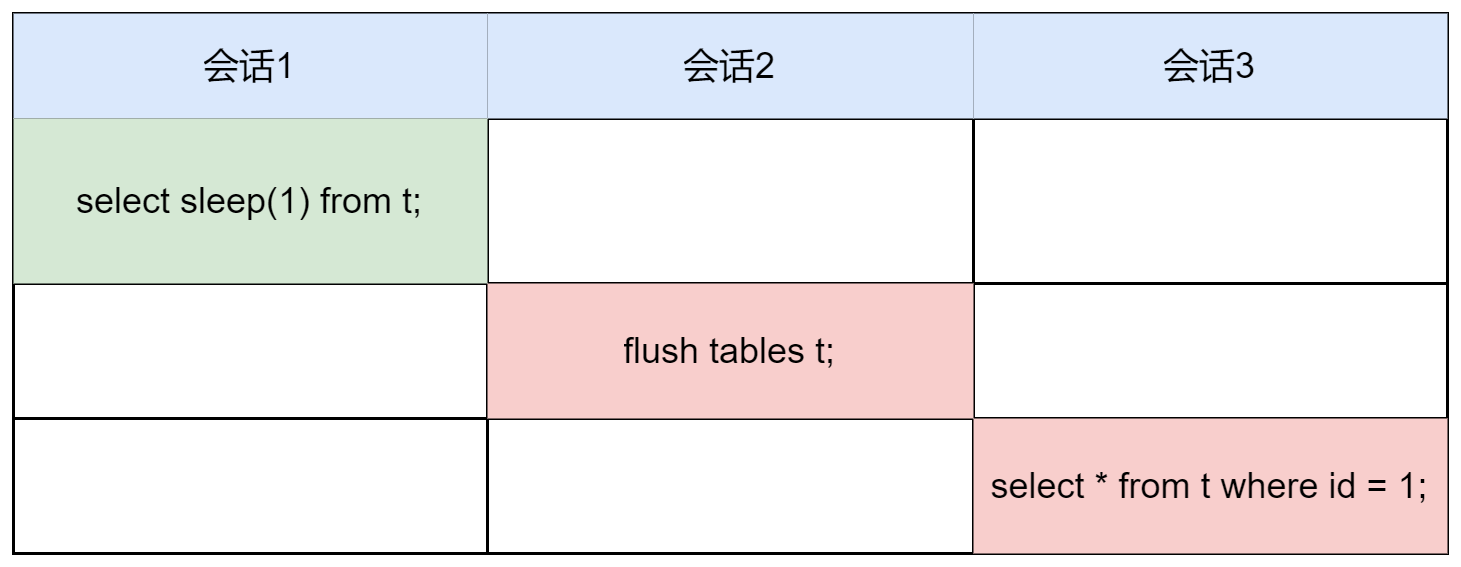 会话1
会话2
会话3
select sleep(1) from t;
flush tables t;
select * from t where id = 1;